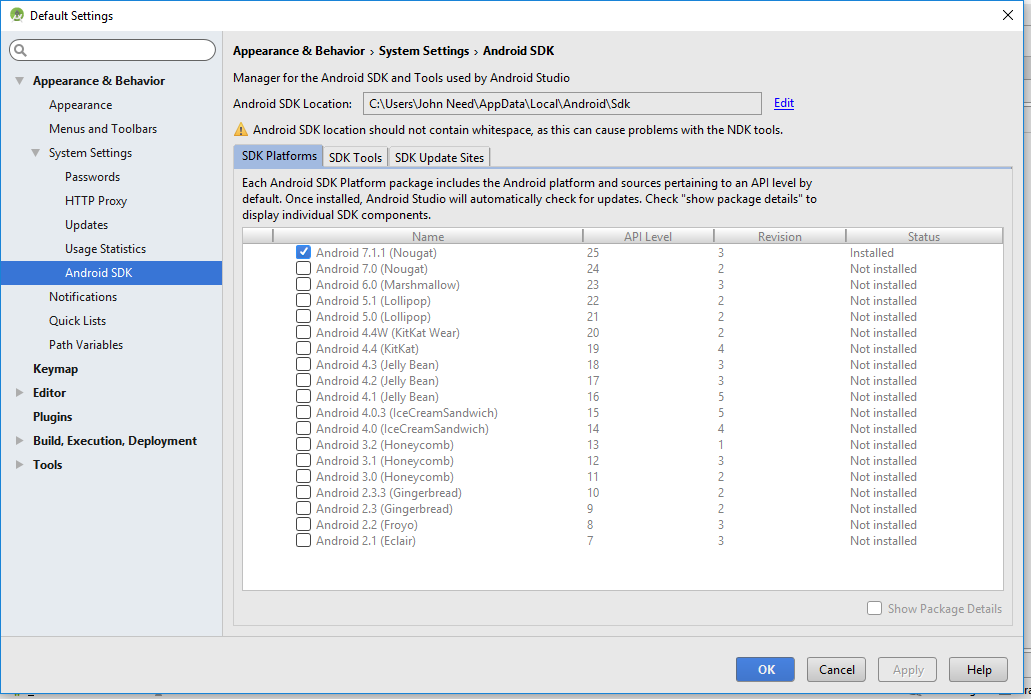 Default Settings
Appearance & Behavior
Appearance
Menus and Toolbars
System Settings
Passwords
HTTP Proxy
Updates
Usage Statistics
Android SDK
Notifications
Quick Lists
Path Variables
Keymap
Editor
Plugins
Build, Execution, Deployment
Tools
Appearance & Behavior › System Settings › Android SDK
Manager for the Android SDK and Tools used by Android Studio
Android SDK Location: C:\Users\John Need\AppData\Local\Android\Sdk Edit
Android SDK location should not contain whitespace, as this can cause problems with the NDK tools.
SDK Platforms SDK Tools SDK Update Sites
Each Android SDK Platform package includes the Android platform and sources pertaining to an API level by
default. Once installed, Android Studio will automatically check for updates. Check "show package details" to
display individual SDK components.
Name API Level Revision Status
Android 7.1.1 (Nougat) 25 3 Installed
Android 7.0 (Nougat) 24 2 Not installed
Android 6.0 (Marshmallow) 23 3 Not installed
Android 5.1 (Lollipop) 22 2 Not installed
Android 5.0 (Lollipop) 21 2 Not installed
Android 4.4W (KitKat Wear) 20 2 Not installed
Android 4.4 (KitKat) 19 4 Not installed
Android 4.3 (Jelly Bean) 18 3 Not installed
Android 4.2 (Jelly Bean) 17 3 Not installed
Android 4.1 (Jelly Bean) 16 5 Not installed
Android 4.0.3 (IceCreamSandwich) 15 5 Not installed
Android 4.0 (IceCreamSandwich) 14 4 Not installed
Android 3.2 (Honeycomb) 13 1 Not installed
Android 3.1 (Honeycomb) 12 3 Not installed
Android 3.0 (Honeycomb) 11 2 Not installed
Android 2.3.3 (Gingerbread) 10 2 Not installed
Android 2.3 (Gingerbread) 9 2 Not installed
Android 2.2 (Froyo) 8 3 Not installed
Android 2.1 (Eclair) 7 3 Not installed
Show Package Details
OK Cancel Apply Help